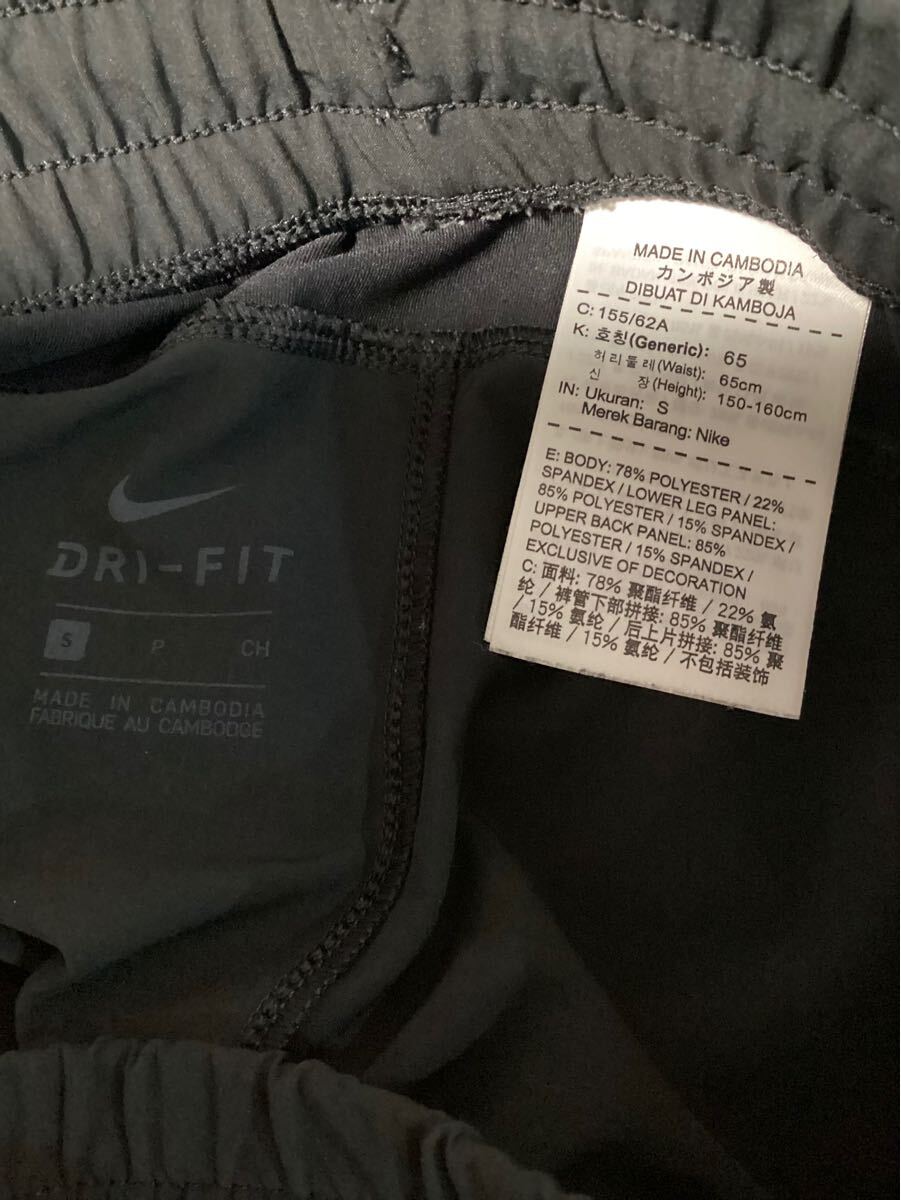 MADE IN CAMBODIA
カンボジア製
DIBUAT DI KAMBOJA
C: 155/62A
K: 호칭(Generic): 65
허리둘레(Waist): 65cm
신 장(Height): 150-160cm
IN: Ukuran: S
Merek Barang: Nike
E: BODY: 78% POLYESTER / 22%
SPANDEX / LOWER LEG PANEL:
85% POLYESTER / 15% SPANDEX /
UPPER BACK PANEL: 85%
POLYESTER / 15% SPANDEX /
EXCLUSIVE OF DECORATION
C: 面料: 78% 聚酯纤维 / 22% 氨
纶 / 裤管下部拼接: 85% 聚酯纤维
/ 15% 氨纶 / 后上片拼接: 85% 聚
酯纤维 / 15% 氨纶 / 不包括装饰
DRI-FIT
S P CH
MADE IN CAMBODIA
FABRIQUÉ AU CAMBODGE